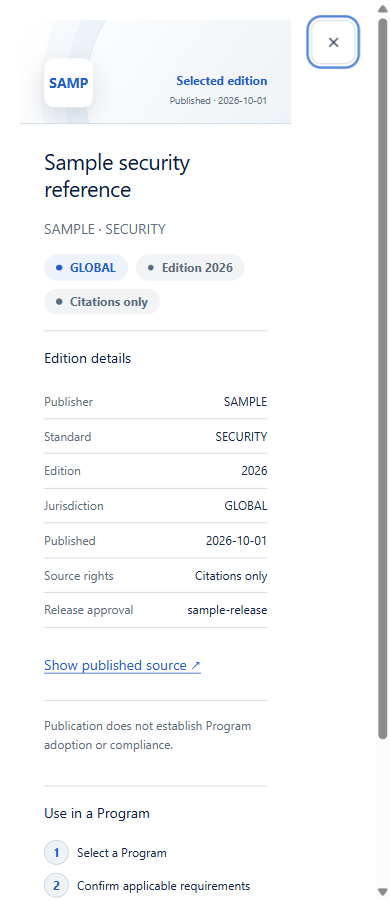 SAMP
Selected edition
Published · 2026-10-01
Sample security
reference
SAMPLE · SECURITY
GLOBAL
Edition 2026
Citations only
Edition details
Publisher SAMPLE
Standard SECURITY
Edition 2026
Jurisdiction GLOBAL
Published 2026-10-01
Source rights Citations only
Release approval sample-release
Show published source ↗
Publication does not establish Program
adoption or compliance.
Use in a Program
1 Select a Program
2 Confirm applicable requirements